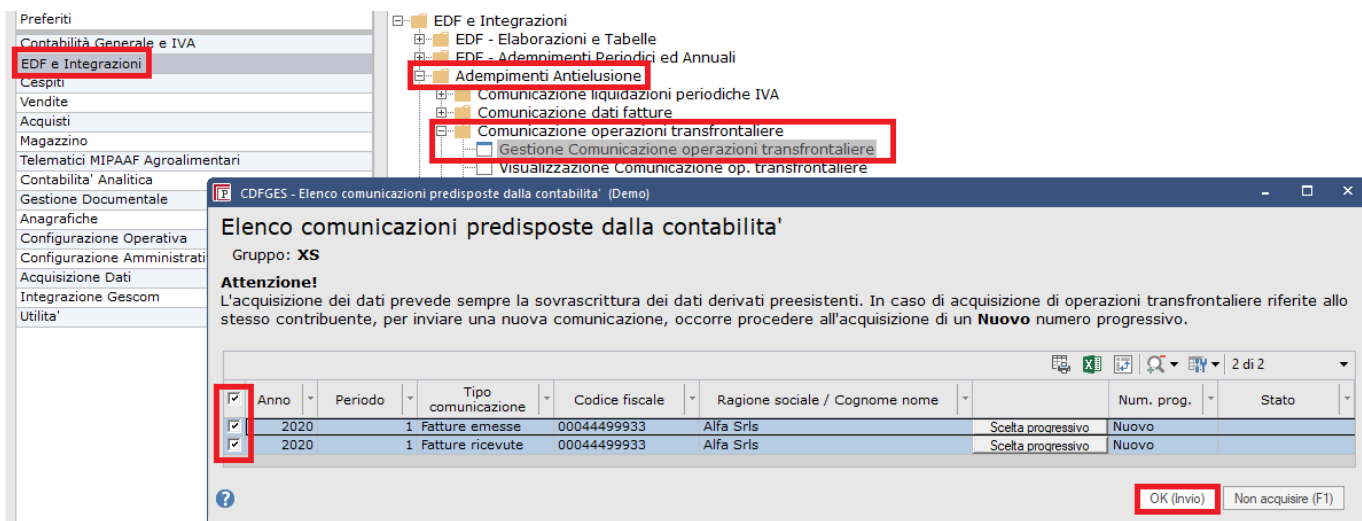 Preferiti
Contabilità Generale e IVA
EDF e Integrazioni
Cespiti
Vendite
Acquisti
Magazzino
Telematici MIPAAF Agroalimentari
Contabilita' Analitica
Gestione Documentale
Anagrafiche
Configurazione Operativa
Configurazione Amministrati
Acquisizione Dati
Integrazione Gescom
Utilita'
EDF e Integrazioni
EDF - Elaborazioni e Tabelle
EDF - Adempimenti Periodici ed Annuali
Adempimenti Antielusione
Comunicazione liquidazioni periodiche IVA
Comunicazione dati fatture
Comunicazione operazioni transfrontaliere
Gestione Comunicazione operazioni transfrontaliere
Visualizzazione Comunicazione op. transfrontaliere
CDFGES - Elenco comunicazioni predisposte dalla contabilita' (Demo)
Elenco comunicazioni predisposte dalla contabilita'
Gruppo: XS
Attenzione!
L'acquisizione dei dati prevede sempre la sovrascrittura dei dati derivati preesistenti. In caso di acquisizione di operazioni transfrontaliere riferite allo
stesso contribuente, per inviare una nuova comunicazione, occorre procedere all'acquisizione di un Nuovo numero progressivo.
2 di 2
Anno Periodo Tipo comunicazione Codice fiscale Ragione sociale / Cognome nome Num. prog. Stato
2020 1 Fatture emesse 00044499933 Alfa Srls Scelta progressivo Nuovo
2020 1 Fatture ricevute 00044499933 Alfa Srls Scelta progressivo Nuovo
OK (Invio) Non acquisire (F1)